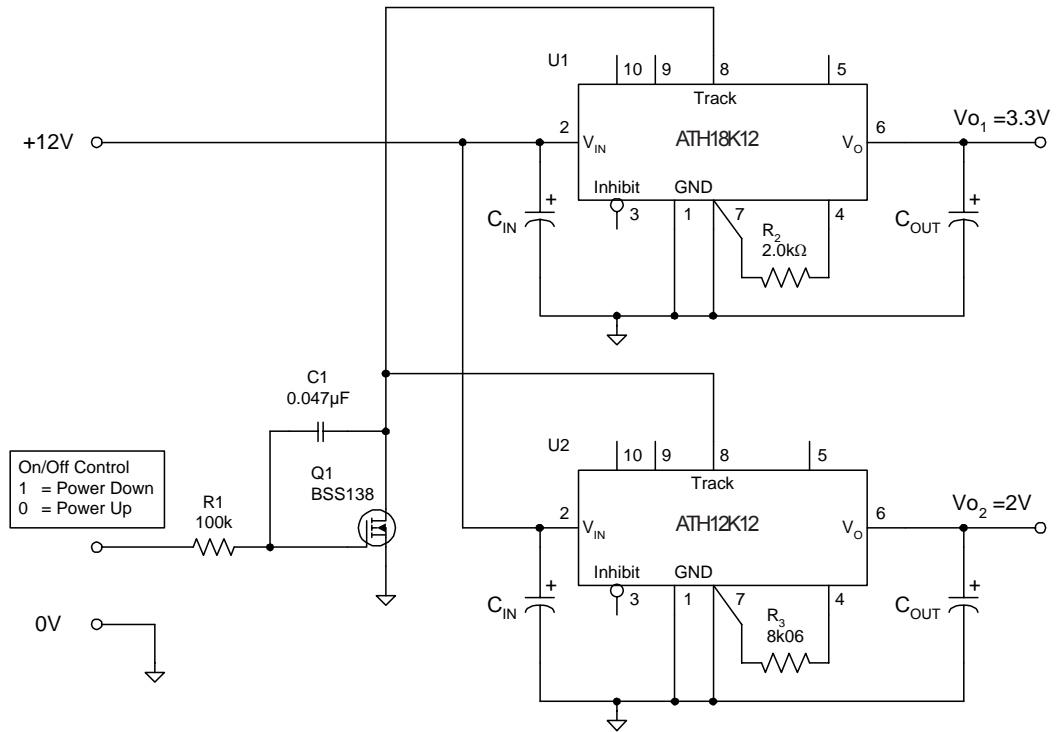 U1
10
9
8
5
Track
+12V
2
V_IN
ATH18K12
V_O
6
Vo_1 =3.3V
Inhibit
GND
3
1
7
4
+
C_IN
R_2
2.0kΩ
+
C_OUT
C1
0.047µF
U2
10
9
8
5
Track
On/Off Control
1 = Power Down
0 = Power Up
R1
100k
Q1
BSS138
2
V_IN
ATH12K12
V_O
6
Vo_2 =2V
Inhibit
GND
3
1
7
4
+
C_IN
R_3
8k06
+
C_OUT
0V